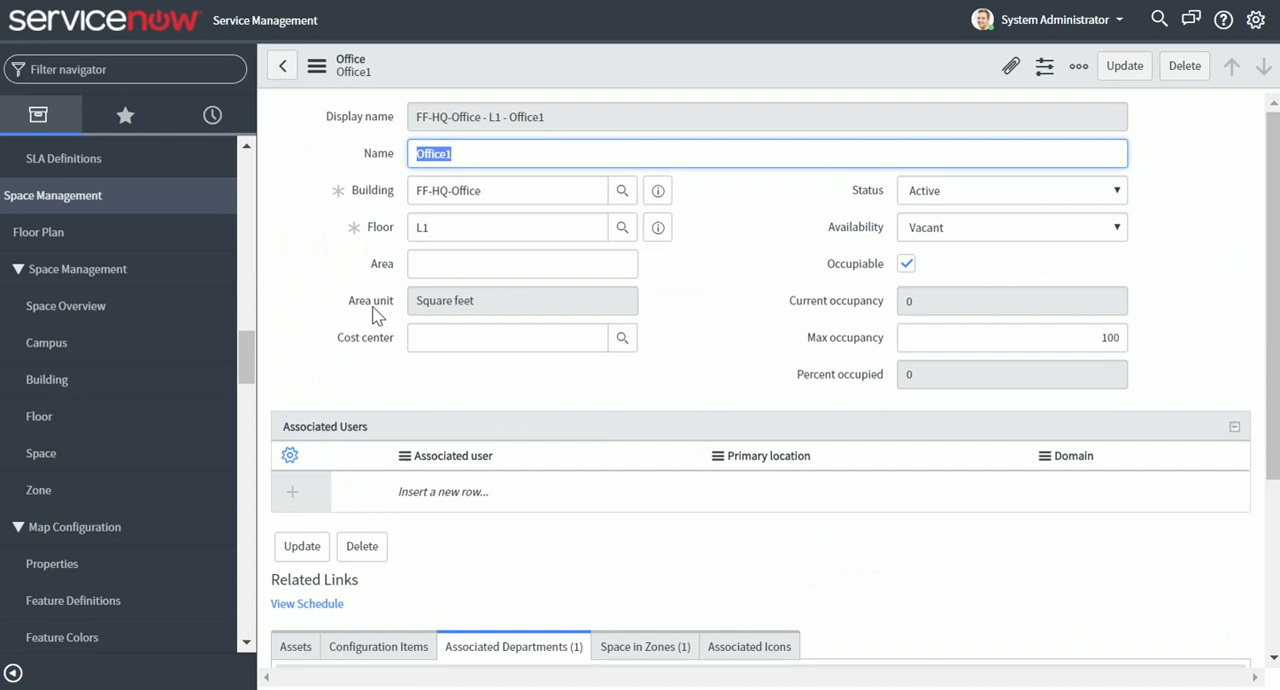 servicenow Service Management
System Administrator
Filter navigator
SLA Definitions
Space Management
Floor Plan
Space Management
Space Overview
Campus
Building
Floor
Space
Zone
Map Configuration
Properties
Feature Definitions
Feature Colors
Office
Office1
Update
Delete
Display name FF-HQ-Office - L1 - Office1
Name Office1
Building FF-HQ-Office
Status Active
Floor L1
Availability Vacant
Area
Occupiable
Area unit Square feet
Current occupancy 0
Cost center
Max occupancy 100
Percent occupied 0
Associated Users
Associated user Primary location Domain
Insert a new row...
Update Delete
Related Links
View Schedule
Assets Configuration Items Associated Departments (1) Space in Zones (1) Associated Icons